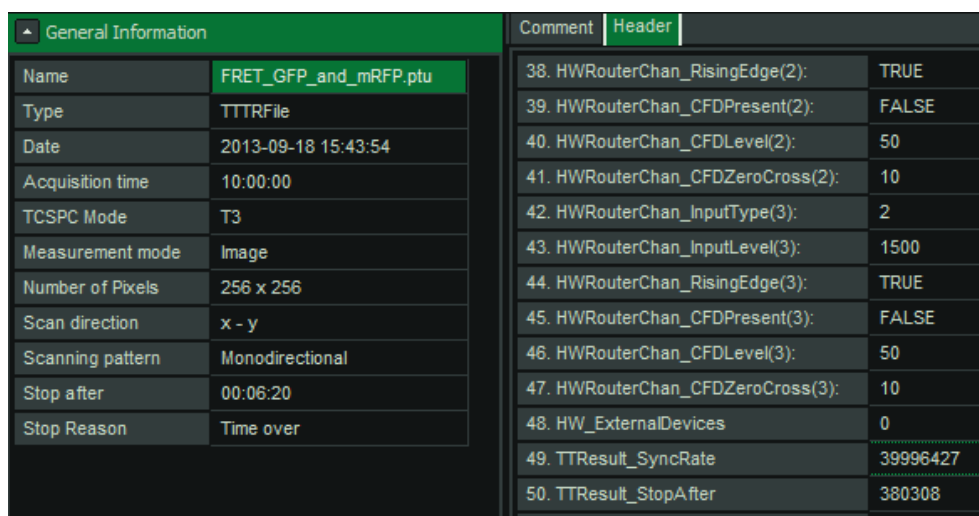 General Information
Name FRET_GFP_and_mRFP.ptu
Type TTTRFile
Date 2013-09-18 15:43:54
Acquisition time 10:00:00
TCSPC Mode T3
Measurement mode Image
Number of Pixels 256 x 256
Scan direction x - y
Scanning pattern Monodirectional
Stop after 00:06:20
Stop Reason Time over
Comment Header
38. HWRouterChan_RisingEdge(2): TRUE
39. HWRouterChan_CFDPresent(2): FALSE
40. HWRouterChan_CFDLevel(2): 50
41. HWRouterChan_CFDZeroCross(2): 10
42. HWRouterChan_InputType(3): 2
43. HWRouterChan_InputLevel(3): 1500
44. HWRouterChan_RisingEdge(3): TRUE
45. HWRouterChan_CFDPresent(3): FALSE
46. HWRouterChan_CFDLevel(3): 50
47. HWRouterChan_CFDZeroCross(3): 10
48. HW_ExternalDevices 0
49. TTResult_SyncRate 39996427
50. TTResult_StopAfter 380308